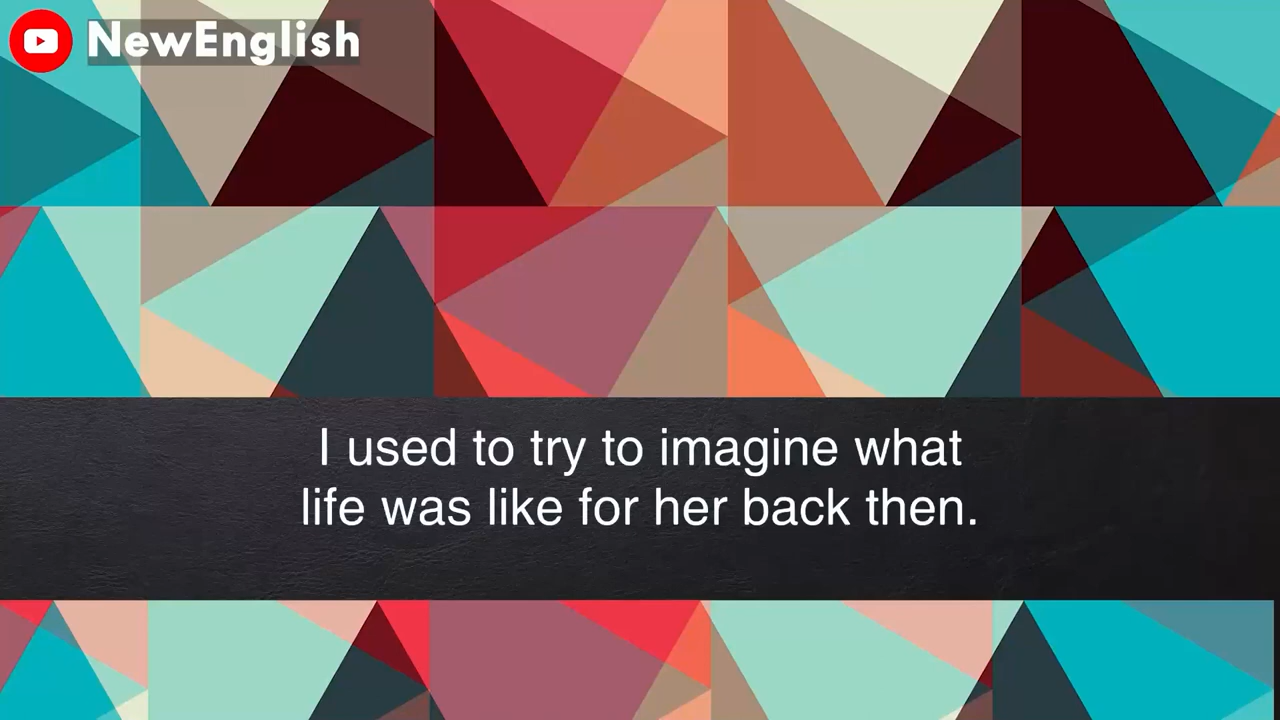 NewEnglish
I used to try to imagine what
life was like for her back then.